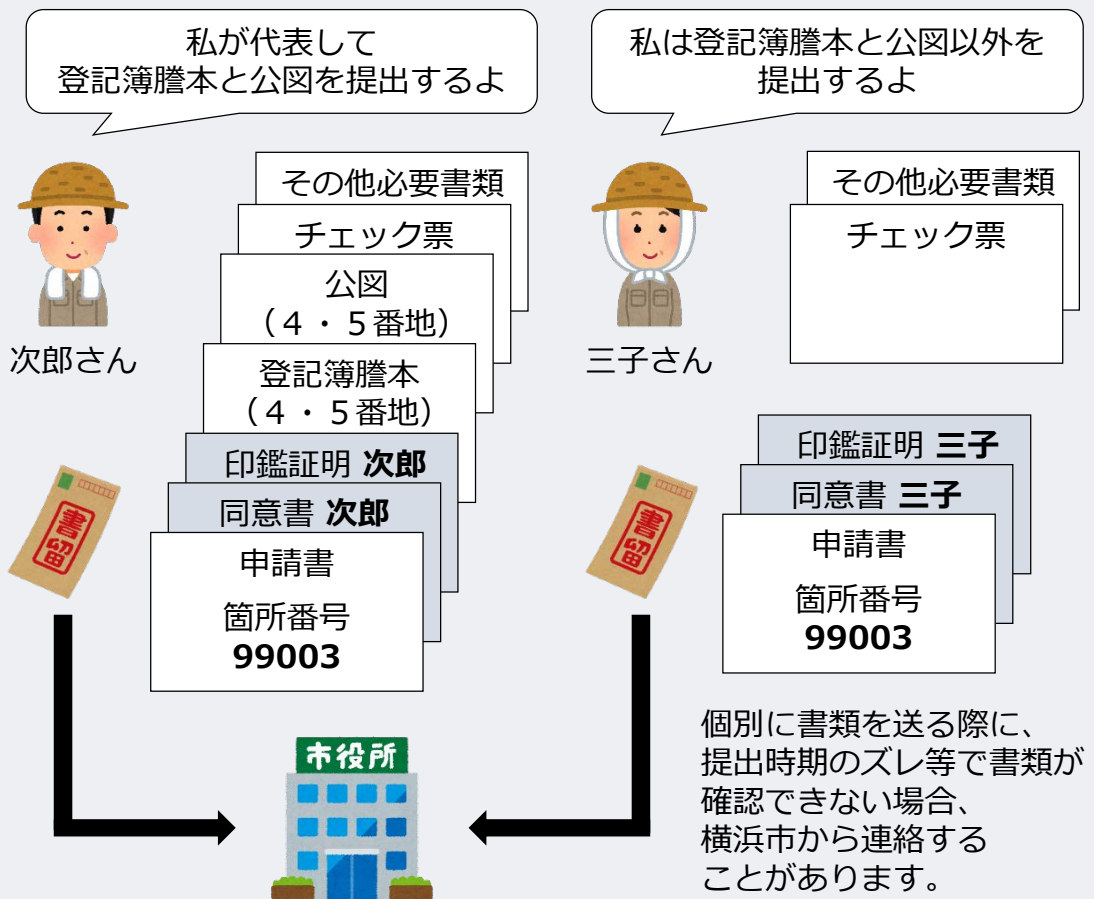 私が代表して
登記簿謄本と公図を提出するよ
私は登記簿謄本と公図以外を
提出するよ
次郎さん
その他必要書類
チェック票
公図
（４・５番地）
登記簿謄本
（４・５番地）
印鑑証明 次郎
同意書 次郎
申請書
箇所番号
99003
書留
三子さん
その他必要書類
チェック票
印鑑証明 三子
同意書 三子
申請書
箇所番号
99003
書留
市役所
個別に書類を送る際に、
提出時期のズレ等で書類が
確認できない場合、
横浜市から連絡する
ことがあります。